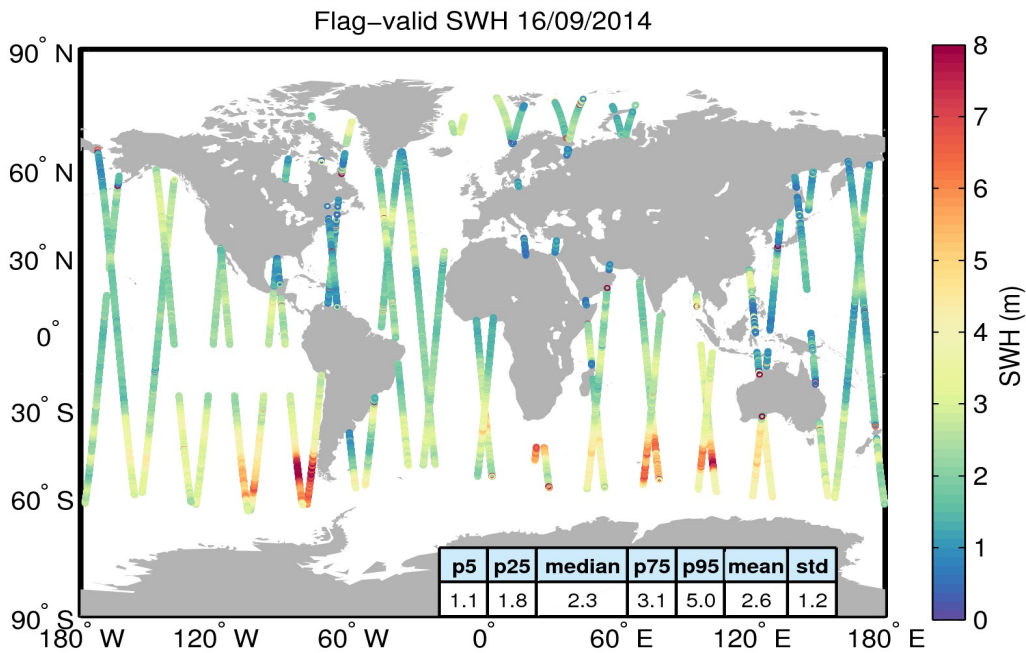 Flag−valid SWH 16/09/2014
90° N
60° N
30° N
0°
30° S
60° S
90° S
180° W
120° W
60° W
0°
60° E
120° E
180° E
p5 p25 median p75 p95 mean std
1.1 1.8 2.3 3.1 5.0 2.6 1.2
8
7
6
5
4
3
2
1
0
SWH (m)